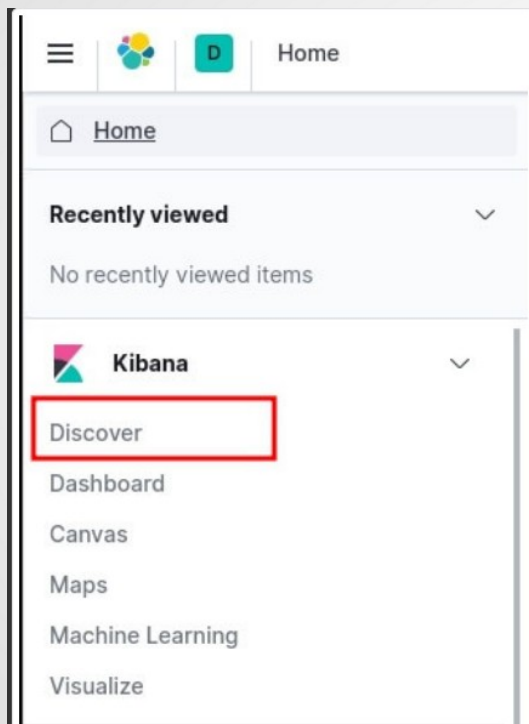 D Home
Home
Recently viewed
No recently viewed items
Kibana
Discover
Dashboard
Canvas
Maps
Machine Learning
Visualize